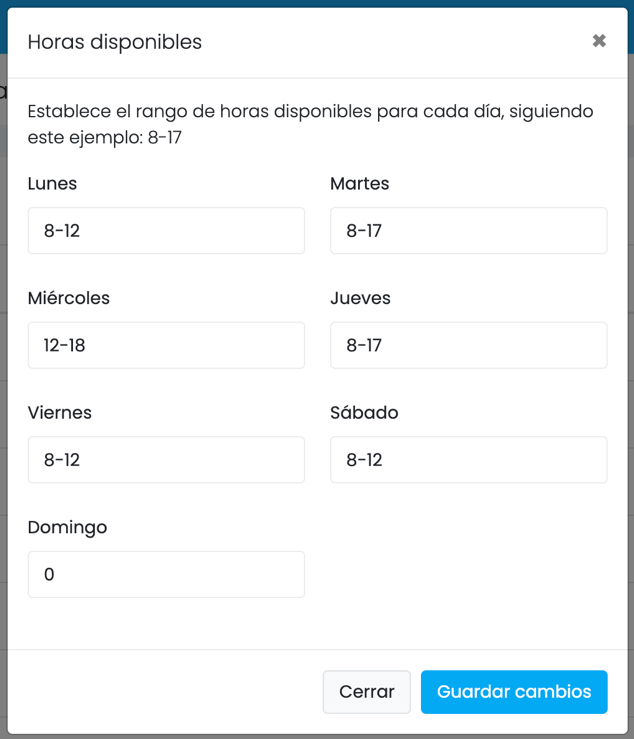 Horas disponibles
✖
Establece el rango de horas disponibles para cada día, siguiendo
este ejemplo: 8-17
Lunes
8-12
Martes
8-17
Miércoles
12-18
Jueves
8-17
Viernes
8-12
Sábado
8-12
Domingo
0
Cerrar
Guardar cambios